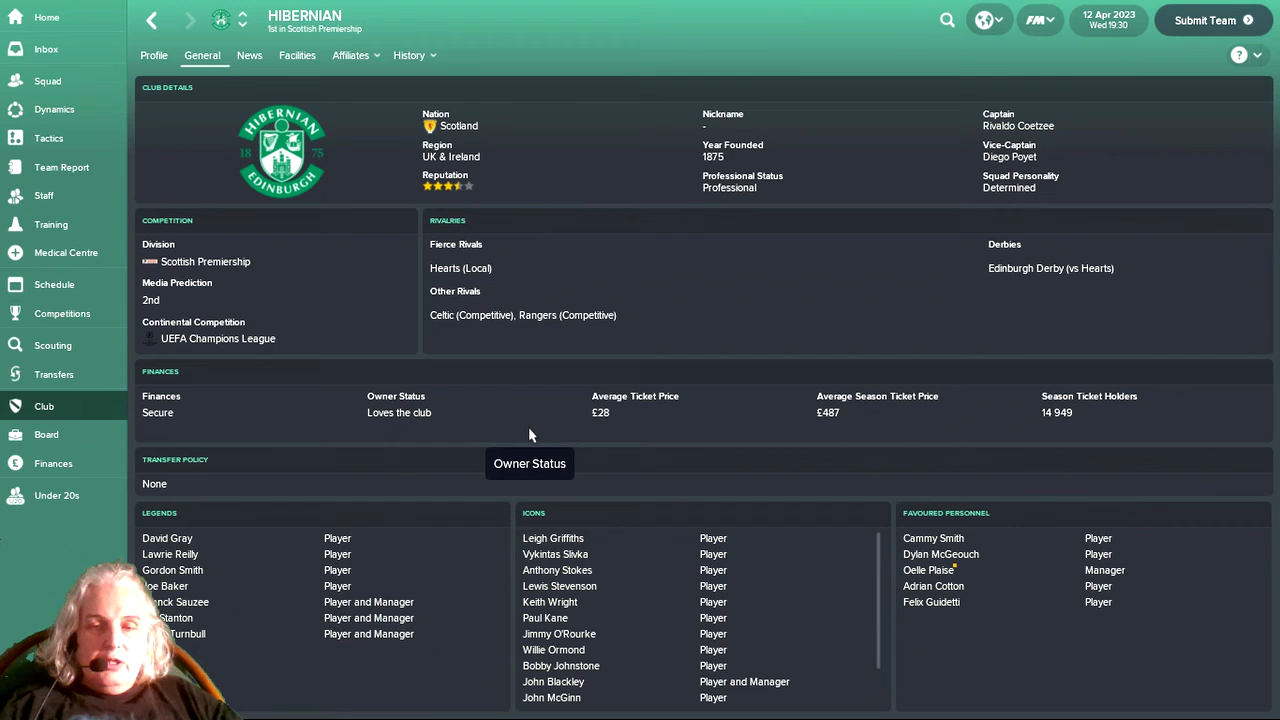 Home
Inbox
Squad
Dynamics
Tactics
Team Report
Staff
Training
Medical Centre
Schedule
Competitions
Scouting
Transfers
Club
Board
Finances
Under 20s
HIBERNIAN
1st in Scottish Premiership
FM
12 Apr 2023
Wed 19:30
Submit Team
Profile General News Facilities Affiliates History
?
CLUB DETAILS
HIBERNIAN
18 75
EDINBURGH
Nation
Scotland
Region
UK & Ireland
Reputation
Nickname
-
Year Founded
1875
Professional Status
Professional
Captain
Rivaldo Coetzee
Vice-Captain
Diego Poyet
Squad Personality
Determined
COMPETITION
Division
Scottish Premiership
Media Prediction
2nd
Continental Competition
UEFA Champions League
RIVALRIES
Fierce Rivals
Hearts (Local)
Other Rivals
Celtic (Competitive), Rangers (Competitive)
Derbies
Edinburgh Derby (vs Hearts)
FINANCES
Finances Owner Status Average Ticket Price Average Season Ticket Price Season Ticket Holders
Secure Loves the club £28 £487 14 949
Owner Status
TRANSFER POLICY
None
LEGENDS
David Gray Player
Lawrie Reilly Player
Gordon Smith Player
Baker Player
Sauzee Player and Manager
Stanton Player and Manager
Turnbull Player and Manager
ICONS
Leigh Griffiths Player
Vykintas Slivka Player
Anthony Stokes Player
Lewis Stevenson Player
Keith Wright Player
Paul Kane Player
Jimmy O'Rourke Player
Willie Ormond Player
Bobby Johnstone Player
John Blackley Player and Manager
John McGinn Player
FAVOURED PERSONNEL
Cammy Smith Player
Dylan McGeouch Player
Oelle Plaise Manager
Adrian Cotton Player
Felix Guidetti Player